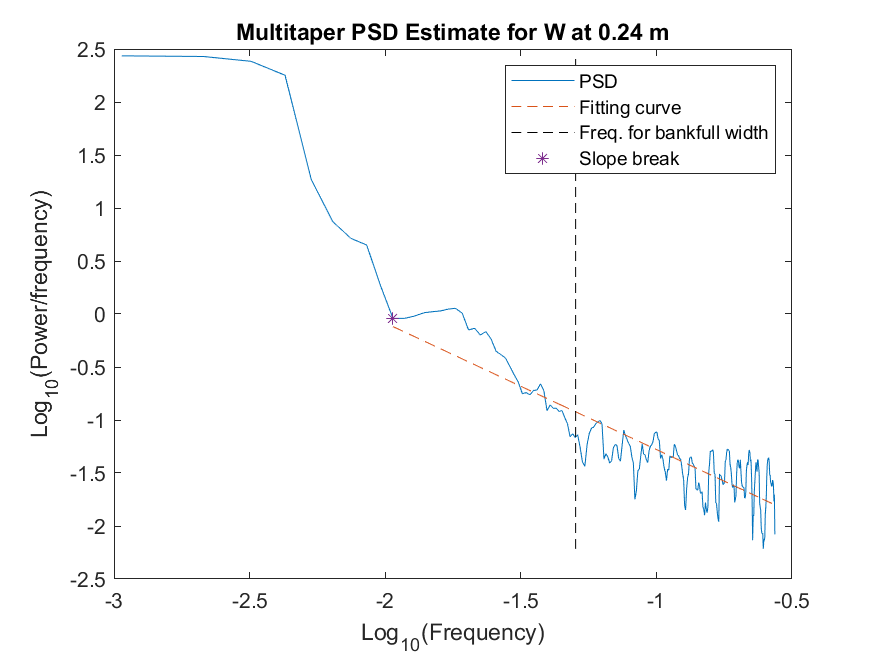 Multitaper PSD Estimate for W at 0.24 m
PSD
Fitting curve
Freq. for bankfull width
Slope break
2.5
2
1.5
1
0.5
0
-0.5
-1
-1.5
-2
-2.5
Log10(Power/frequency)
-3 -2.5 -2 -1.5 -1 -0.5
Log10(Frequency)